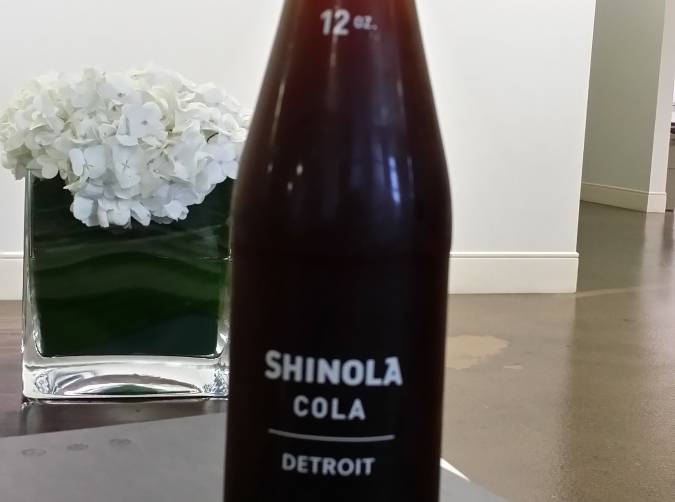 12 oz.
SHINOLA
COLA
DETROIT